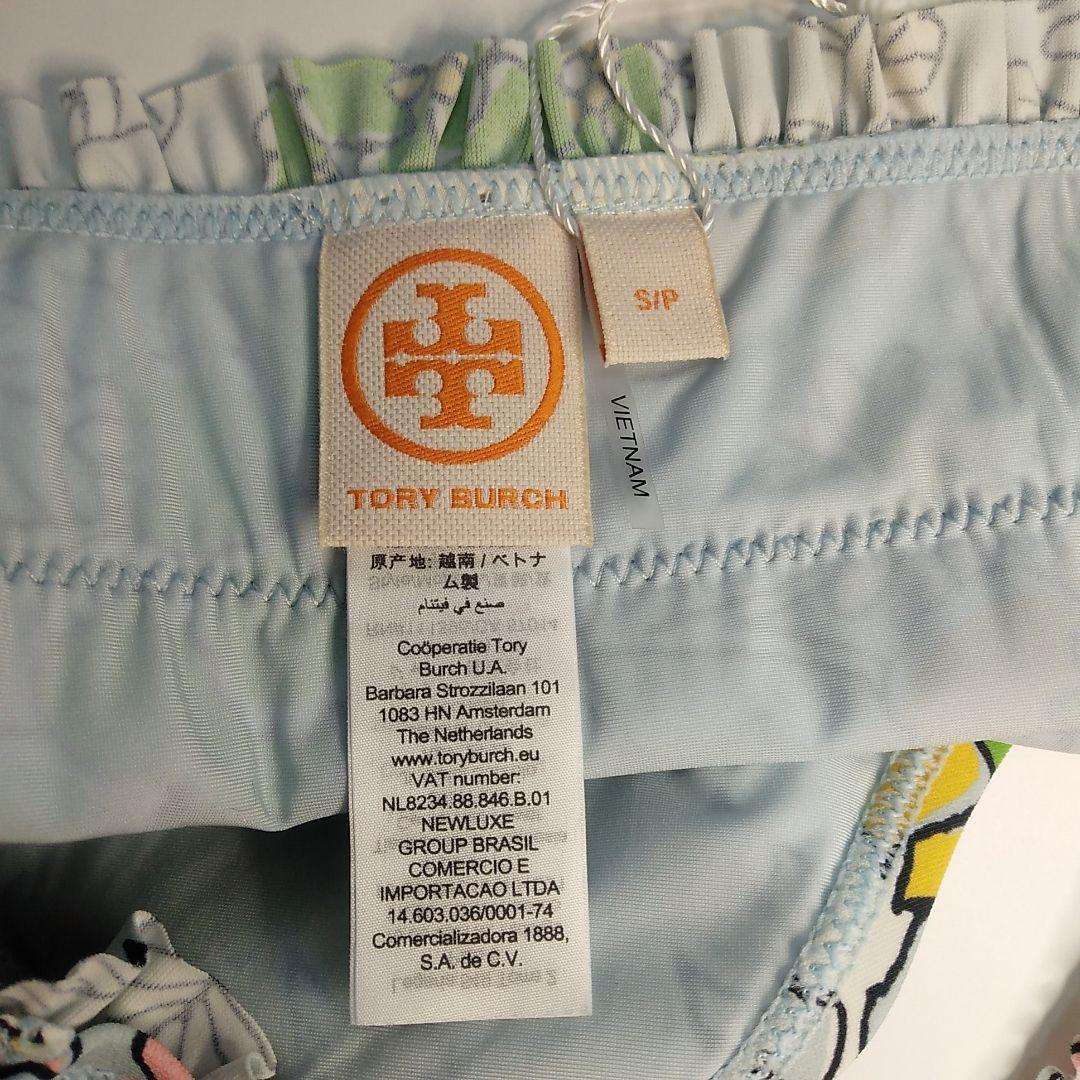 S/P
VIETNAM
TORY BURCH
原产地: 越南 / ベトナ
ム製
صنع في فيتنام
Coöperatie Tory
Burch U.A.
Barbara Strozzilaan 101
1083 HN Amsterdam
The Netherlands
www.toryburch.eu
VAT number:
NL8234.88.846.B.01
NEWLUXE
GROUP BRASIL
COMERCIO E
IMPORTACAO LTDA
14.603.036/0001-74
Comercializadora 1888,
S.A. de C.V.